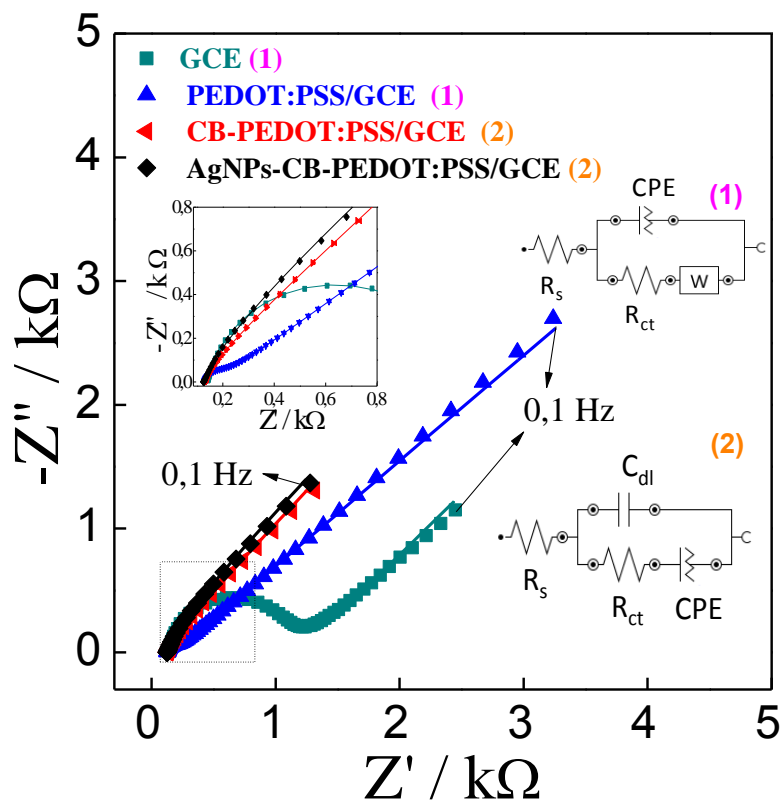 GCE (1)
PEDOT:PSS/GCE (1)
CB-PEDOT:PSS/GCE (2)
AgNPs-CB-PEDOT:PSS/GCE (2)
5
4
3
2
1
0
-Z'' / kΩ
0 1 2 3 4 5
Z' / kΩ
0,8
0,6
0,4
0,2
0,0
-Z'' / kΩ
0,2 0,4 0,6 0,8
Z'/kΩ
0,1 Hz
0,1 Hz
(1)
CPE
Rs
Rct
W
(2)
Cdl
Rs
Rct
CPE